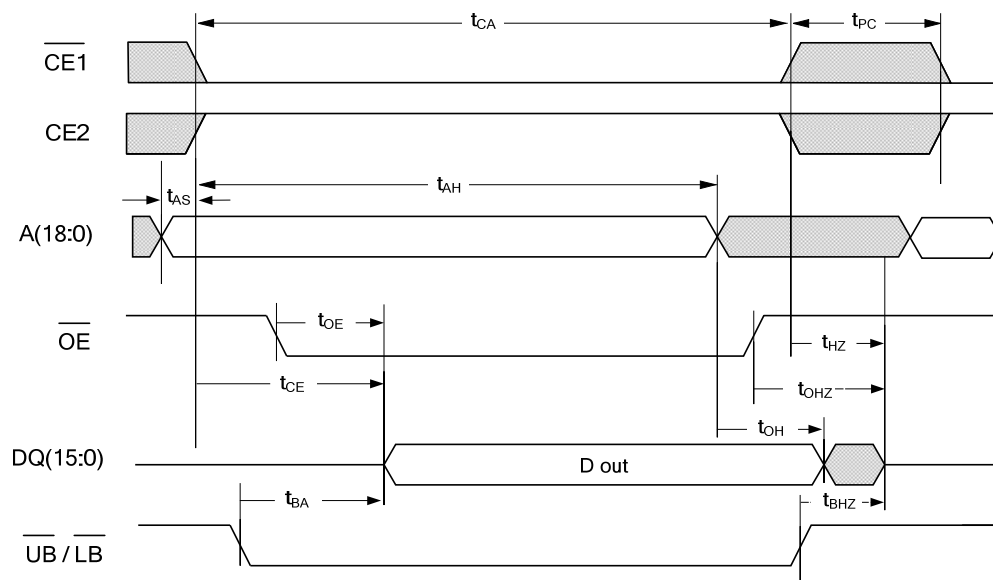 tCA tPC
CE1
CE2
tAS tAH
A(18:0)
OE tOE tHZ
tCE tOHZ
tOH
DQ(15:0) D out
tBA tBHZ
UB / LB